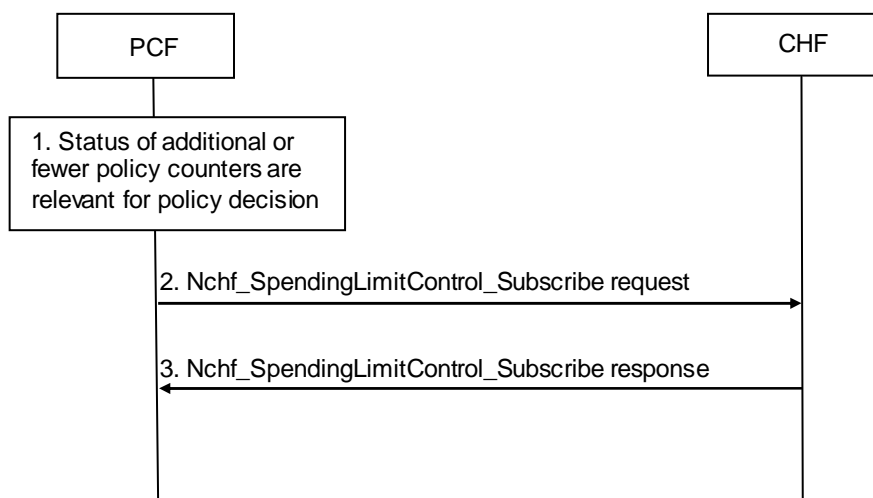 PCF
CHF
1. Status of additional or
fewer policy counters are
relevant for policy decision
2. Nchf_SpendingLimitControl_Subscribe request
3. Nchf_SpendingLimitControl_Subscribe response